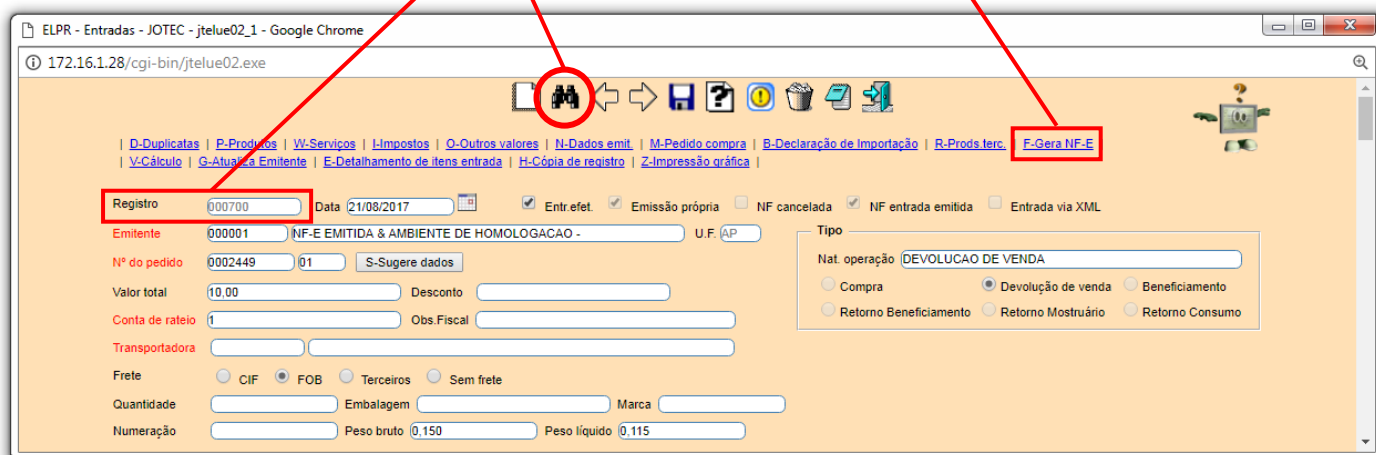 ELPR - Entradas - JOTEC - jtelue02_1 - Google Chrome
172.16.1.28/cgi-bin/jtelue02.exe
| D-Duplicatas | P-Produtos | W-Serviços | I-Impostos | O-Outros valores | N-Dados emit. | M-Pedido compra | B-Declaração de Importação | R-Prods.terc. | F-Gera NF-E
| V-Cálculo | G-Atualiza Emitente | E-Detalhamento de itens entrada | H-Cópia de registro | Z-Impressão gráfica |
Registro 000700 Data 21/08/2017 Entr.efet. Emissão própria NF cancelada NF entrada emitida Entrada via XML
Emitente 000001 NF-E EMITIDA & AMBIENTE DE HOMOLOGACAO - U.F. AP Tipo
Nº do pedido 0002449 01 S-Sugere dados Nat. operação DEVOLUCAO DE VENDA
Valor total 10,00 Desconto Compra Devolução de venda Beneficiamento
Conta de rateio 1 Obs.Fiscal Retorno Beneficiamento Retorno Mostruário Retorno Consumo
Transportadora
Frete CIF FOB Terceiros Sem frete
Quantidade Embalagem Marca
Numeração Peso bruto 0,150 Peso líquido 0,115